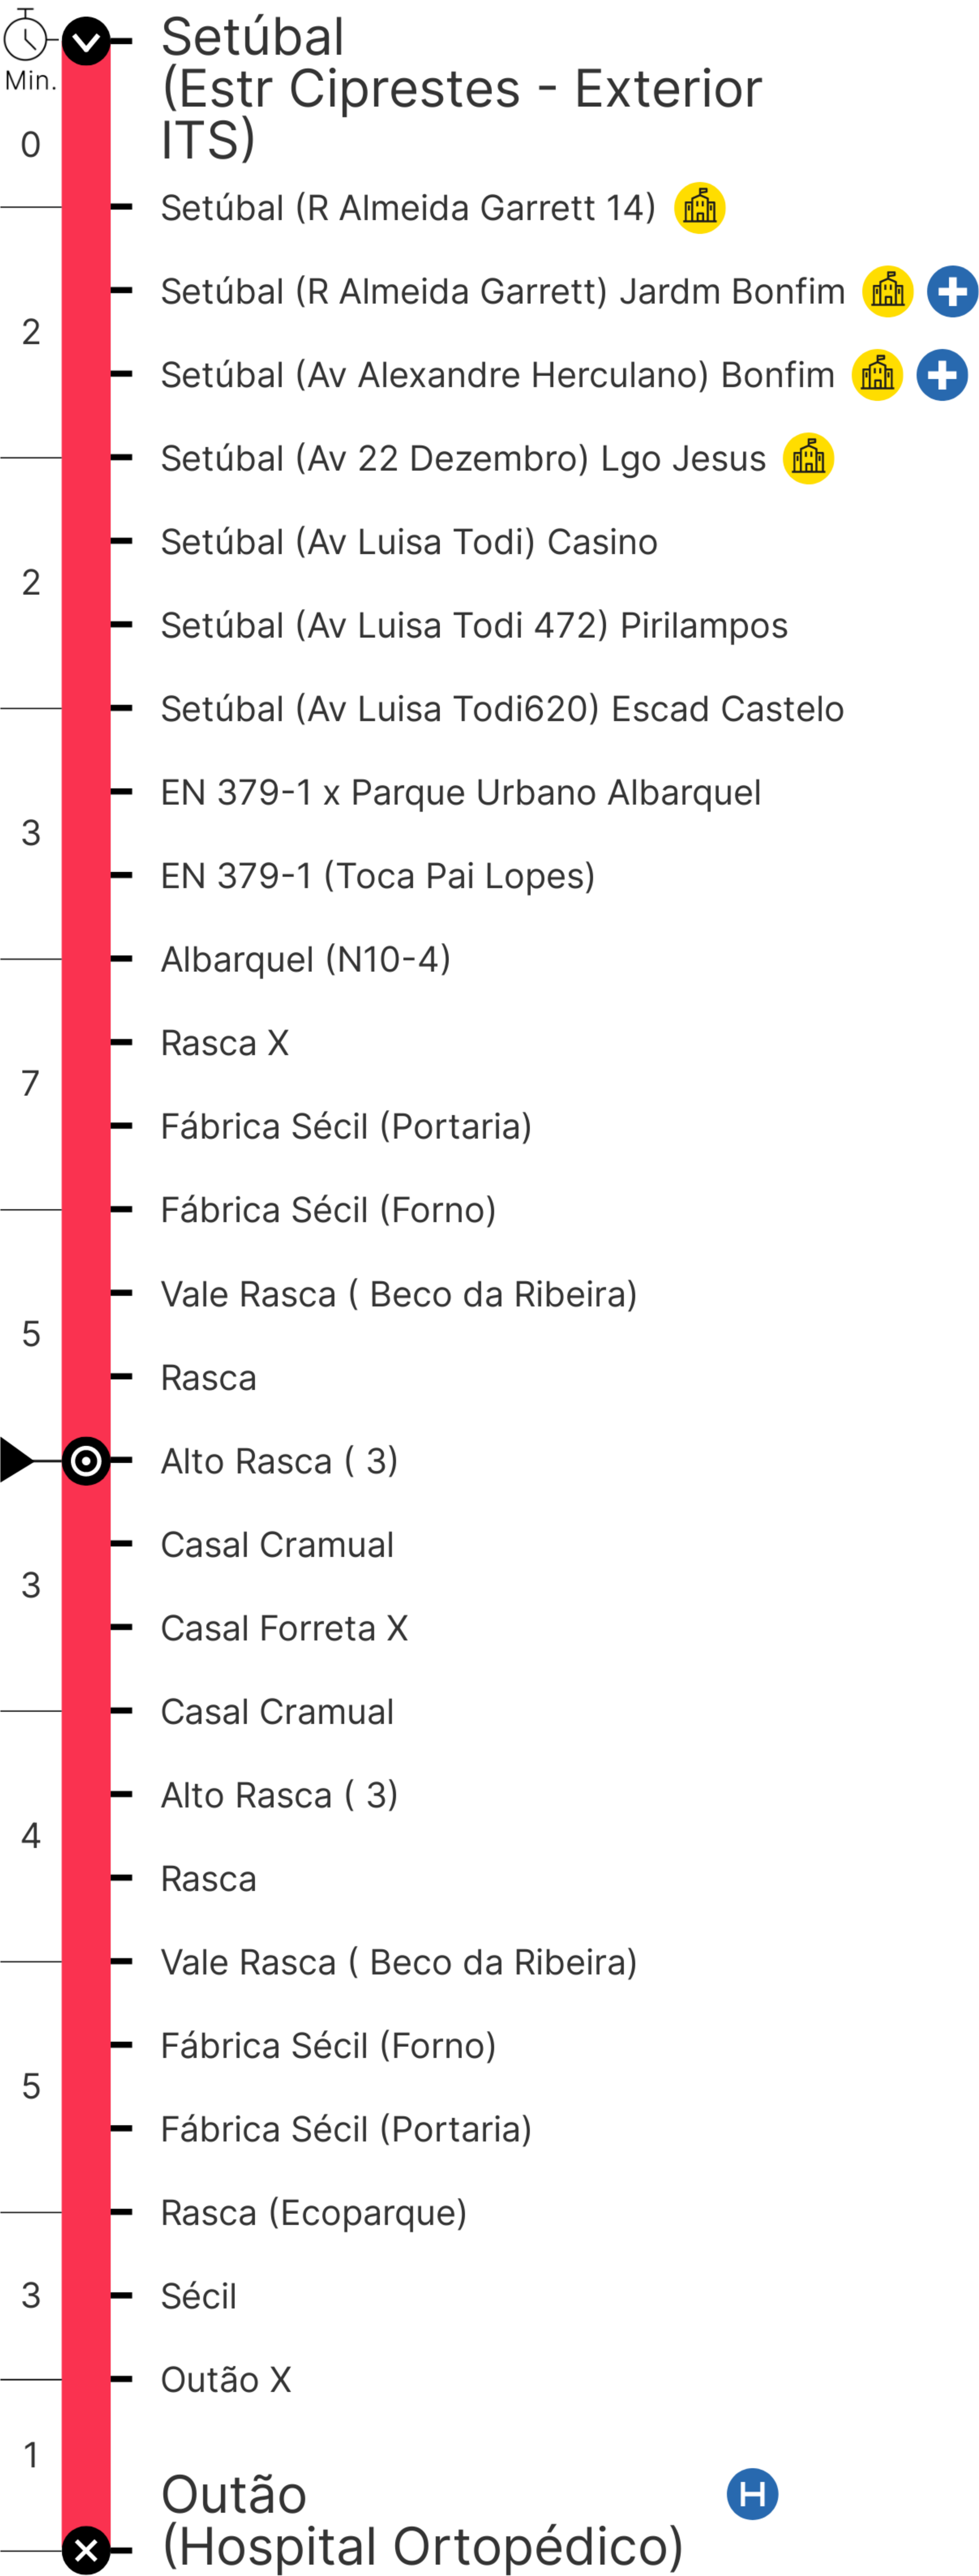 Setúbal
(Estr Ciprestes - Exterior
ITS)
Min.
0
Setúbal (R Almeida Garrett 14)
Setúbal (R Almeida Garrett) Jardm Bonfim
2
Setúbal (Av Alexandre Herculano) Bonfim
Setúbal (Av 22 Dezembro) Lgo Jesus
Setúbal (Av Luisa Todi) Casino
2
Setúbal (Av Luisa Todi 472) Pirilampos
Setúbal (Av Luisa Todi620) Escad Castelo
EN 379-1 x Parque Urbano Albarquel
3
EN 379-1 (Toca Pai Lopes)
Albarquel (N10-4)
Rasca X
7
Fábrica Sécil (Portaria)
Fábrica Sécil (Forno)
Vale Rasca ( Beco da Ribeira)
5
Rasca
Alto Rasca ( 3)
Casal Cramual
3
Casal Forreta X
Casal Cramual
Alto Rasca ( 3)
4
Rasca
Vale Rasca ( Beco da Ribeira)
Fábrica Sécil (Forno)
5
Fábrica Sécil (Portaria)
Rasca (Ecoparque)
3
Sécil
Outão X
1
Outão
(Hospital Ortopédico)
H